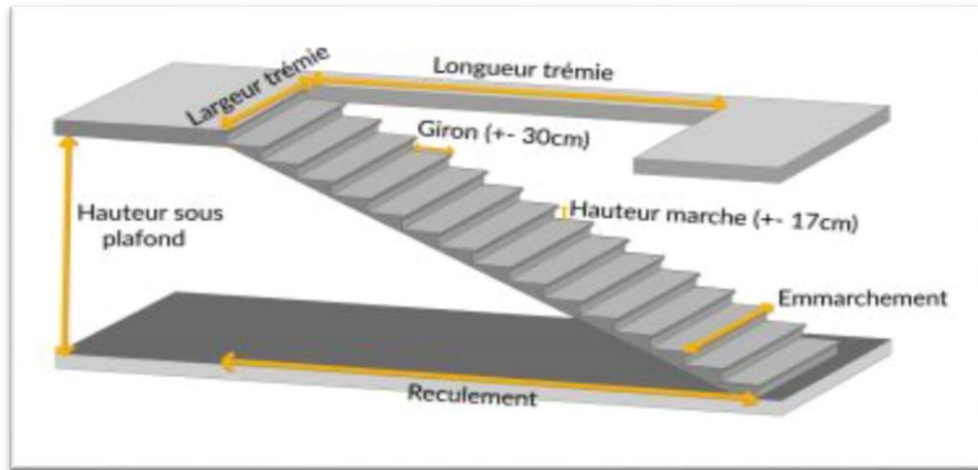 Largeur trémie
Longueur trémie
Giron (+- 30cm)
Hauteur sous
plafond
Hauteur marche (+- 17cm)
Emmarchement
Reculement